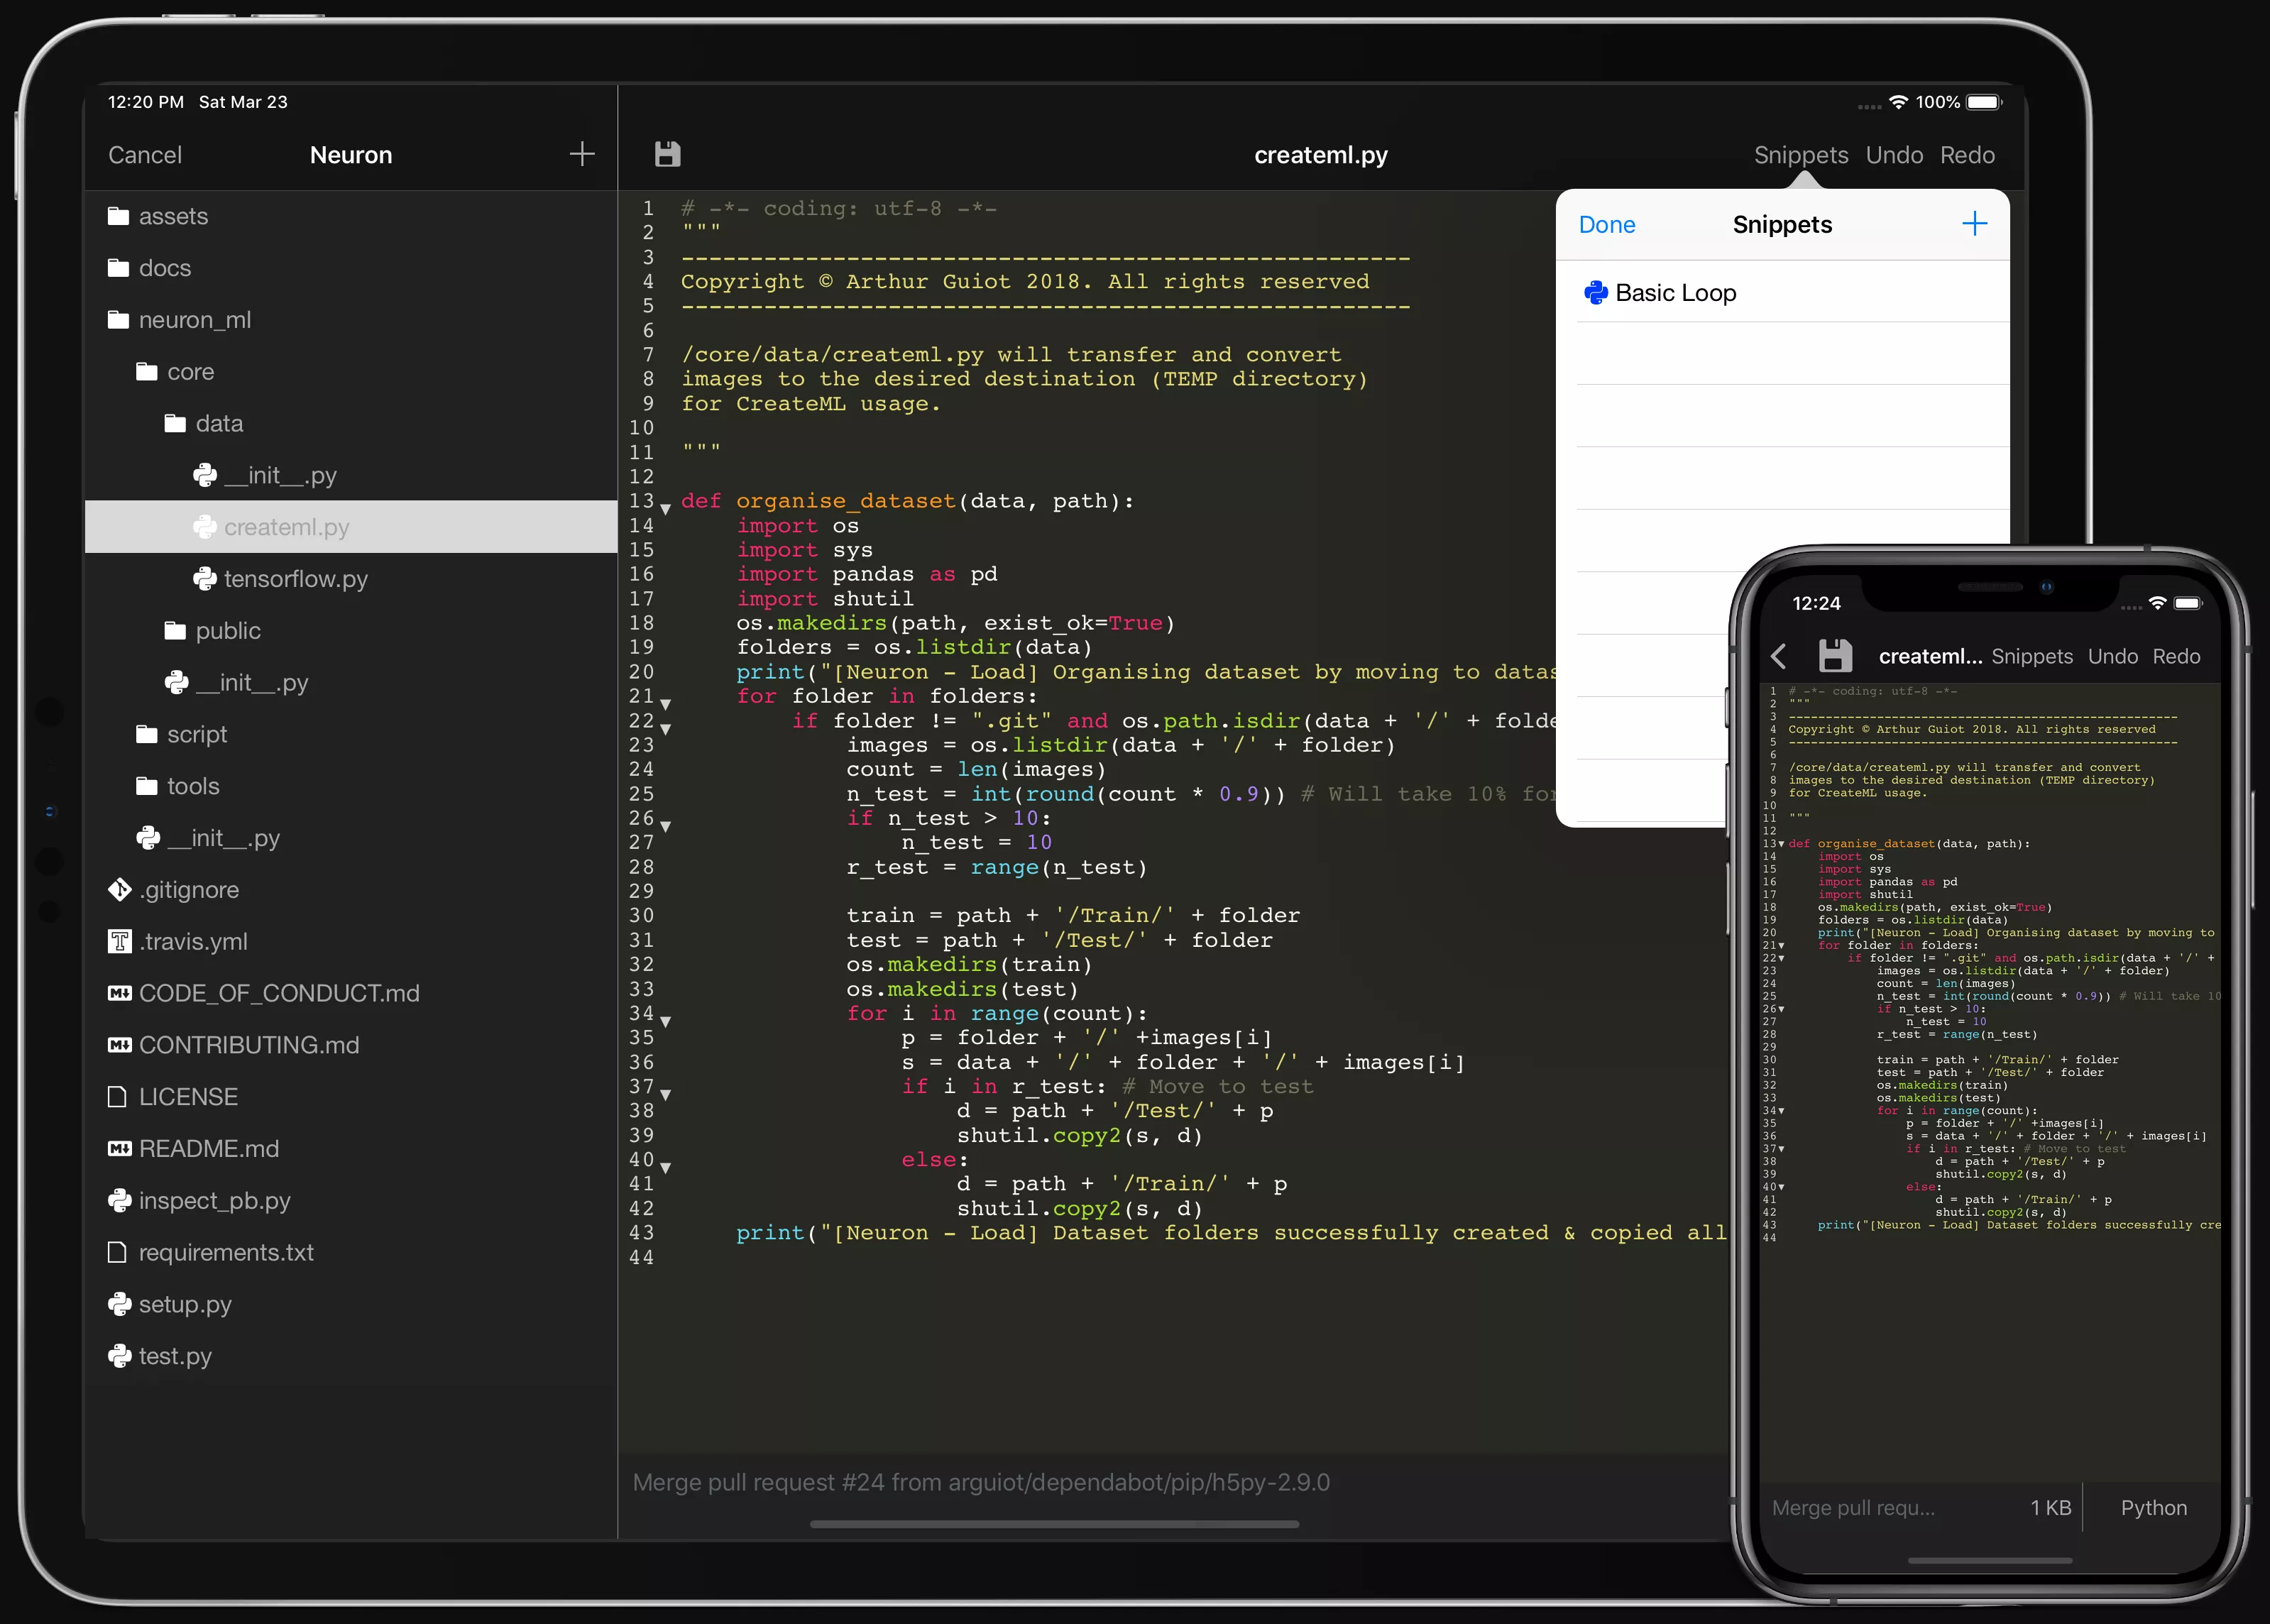 12:20 PM Sat Mar 23
100%
Cancel Neuron
createml.py
Snippets Undo Redo
assets
docs
neuron_ml
core
data
__init__.py
createml.py
tensorflow.py
public
__init__.py
script
tools
__init__.py
.gitignore
.travis.yml
CODE_OF_CONDUCT.md
CONTRIBUTING.md
LICENSE
README.md
inspect_pb.py
requirements.txt
setup.py
test.py
1 # -*- coding: utf-8 -*-
2 """
3 -----------------------------------------------------
4 Copyright © Arthur Guiot 2018. All rights reserved
5 -----------------------------------------------------
6
7 /core/data/createml.py will transfer and convert
8 images to the desired destination (TEMP directory)
9 for CreateML usage.
10
11 """
12
13 def organise_dataset(data, path):
14 import os
15 import sys
16 import pandas as pd
17 import shutil
18 os.makedirs(path, exist_ok=True)
19 folders = os.listdir(data)
20 print("[Neuron - Load] Organising dataset by moving to datas
21 for folder in folders:
22 if folder != ".git" and os.path.isdir(data + '/' + folde
23 images = os.listdir(data + '/' + folder)
24 count = len(images)
25 n_test = int(round(count * 0.9)) # Will take 10% for
26 if n_test > 10:
27 n_test = 10
28 r_test = range(n_test)
29
30 train = path + '/Train/' + folder
31 test = path + '/Test/' + folder
32 os.makedirs(train)
33 os.makedirs(test)
34 for i in range(count):
35 p = folder + '/' +images[i]
36 s = data + '/' + folder + '/' + images[i]
37 if i in r_test: # Move to test
38 d = path + '/Test/' + p
39 shutil.copy2(s, d)
40 else:
41 d = path + '/Train/' + p
42 shutil.copy2(s, d)
43 print("[Neuron - Load] Dataset folders successfully created & copied all
44
Merge pull request #24 from arguiot/dependabot/pip/h5py-2.9.0
Done Snippets
Basic Loop
12:24
createml... Snippets Undo Redo
1 # -*- coding: utf-8 -*-
2 """
3 -----------------------------------------------------
4 Copyright © Arthur Guiot 2018. All rights reserved
5 -----------------------------------------------------
6
7 /core/data/createml.py will transfer and convert
8 images to the desired destination (TEMP directory)
9 for CreateML usage.
10
11 """
12
13 def organise_dataset(data, path):
14 import os
15 import sys
16 import pandas as pd
17 import shutil
18 os.makedirs(path, exist_ok=True)
19 folders = os.listdir(data)
20 print("[Neuron - Load] Organising dataset by moving to
21 for folder in folders:
22 if folder != ".git" and os.path.isdir(data + '/' +
23 images = os.listdir(data + '/' + folder)
24 count = len(images)
25 n_test = int(round(count * 0.9)) # Will take 10
26 if n_test > 10:
27 n_test = 10
28 r_test = range(n_test)
29
30 train = path + '/Train/' + folder
31 test = path + '/Test/' + folder
32 os.makedirs(train)
33 os.makedirs(test)
34 for i in range(count):
35 p = folder + '/' +images[i]
36 s = data + '/' + folder + '/' + images[i]
37 if i in r_test: # Move to test
38 d = path + '/Test/' + p
39 shutil.copy2(s, d)
40 else:
41 d = path + '/Train/' + p
42 shutil.copy2(s, d)
43 print("[Neuron - Load] Dataset folders successfully cre
44
Merge pull requ... 1 KB Python